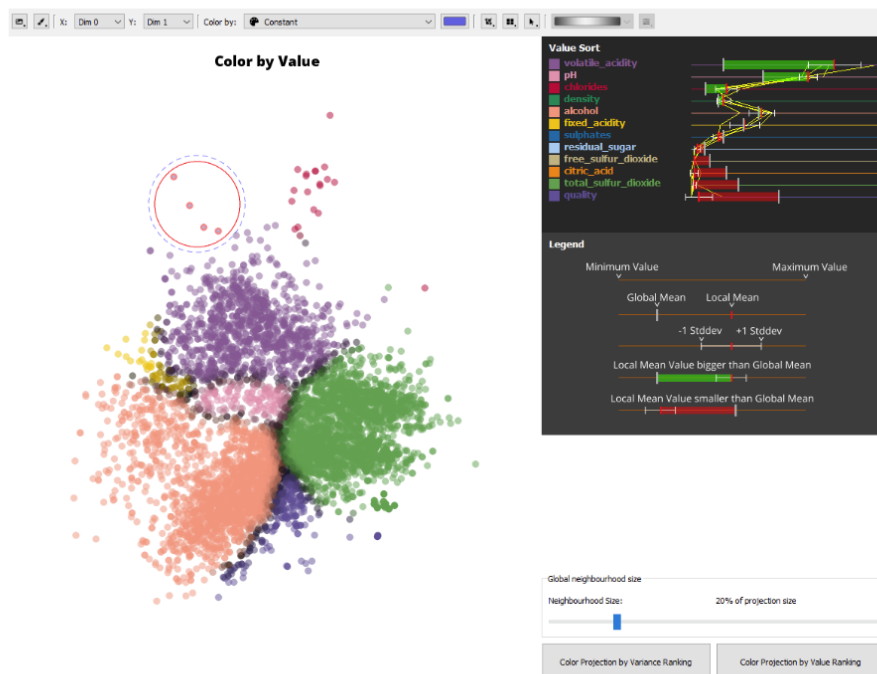 X: Dim 0 Y: Dim 1 Color by: Constant
Color by Value
Value Sort
volatile_acidity
pH
chlorides
density
alcohol
fixed_acidity
sulphates
residual_sugar
free_sulfur_dioxide
citric_acid
total_sulfur_dioxide
quality
Legend
Minimum Value Maximum Value
Global Mean Local Mean
-1 Stddev +1 Stddev
Local Mean Value bigger than Global Mean
Local Mean Value smaller than Global Mean
Global neighbourhood size
Neighbourhood Size: 20% of projection size
Color Projection by Variance Ranking Color Projection by Value Ranking